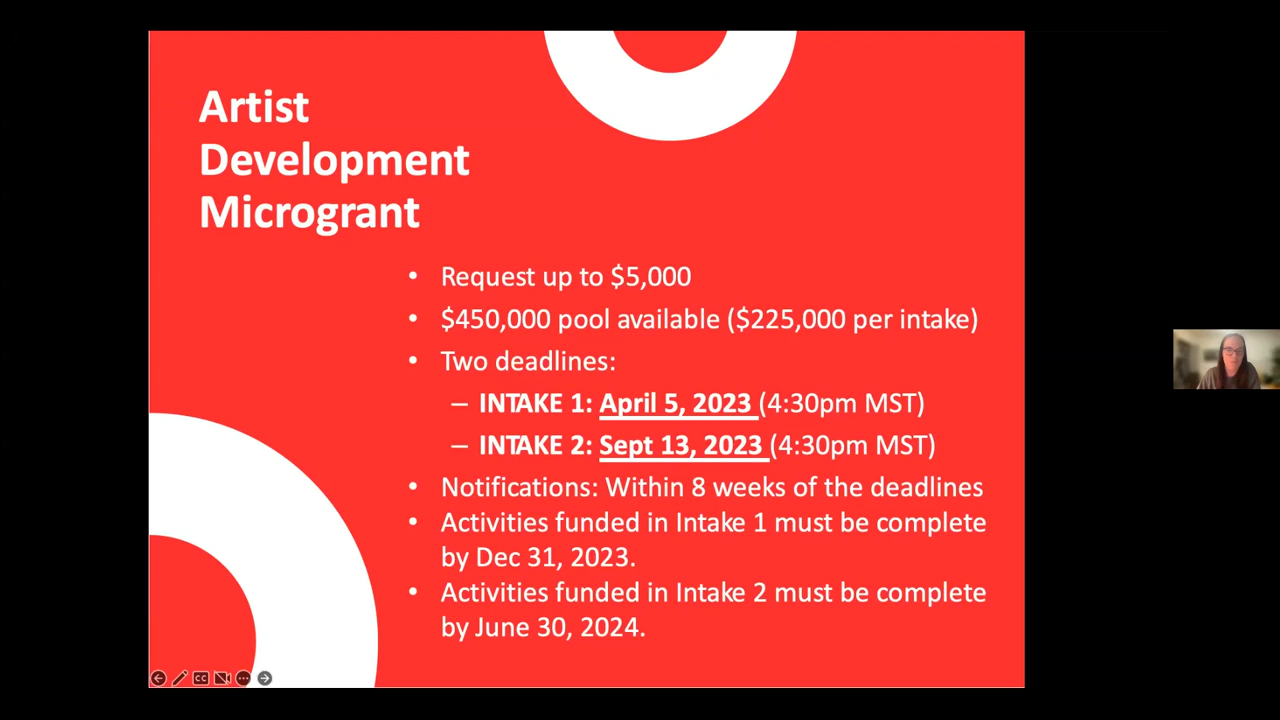 Artist
Development
Microgrant
• Request up to $5,000
• $450,000 pool available ($225,000 per intake)
• Two deadlines:
– INTAKE 1: April 5, 2023 (4:30pm MST)
– INTAKE 2: Sept 13, 2023 (4:30pm MST)
• Notifications: Within 8 weeks of the deadlines
• Activities funded in Intake 1 must be complete
by Dec 31, 2023.
• Activities funded in Intake 2 must be complete
by June 30, 2024.
CC